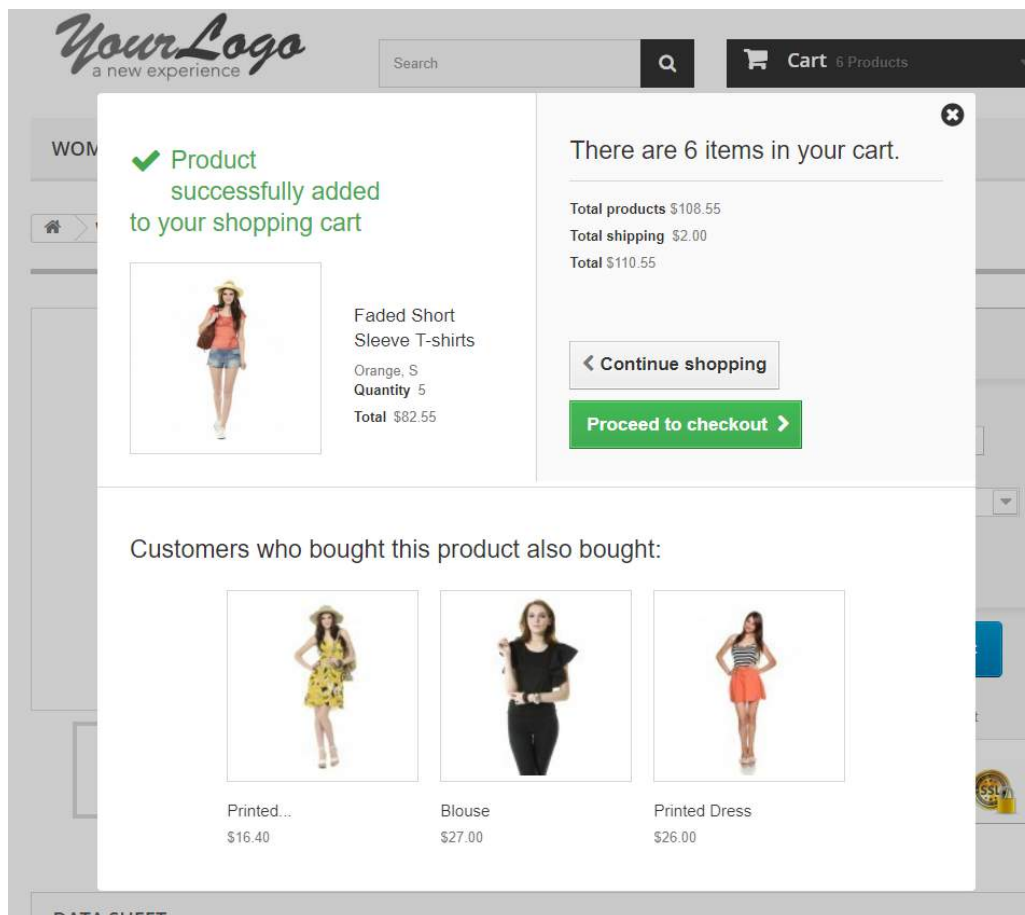 YourLogo
a new experience
Search
Cart 6 Products
WOM
Product
successfully added
to your shopping cart
Faded Short
Sleeve T-shirts
Orange, S
Quantity 5
Total $82.55
There are 6 items in your cart.
Total products $108.55
Total shipping $2.00
Total $110.55
Continue shopping
Proceed to checkout
Customers who bought this product also bought:
Printed...
$16.40
Blouse
$27.00
Printed Dress
$26.00
SSL
DATA SHEET